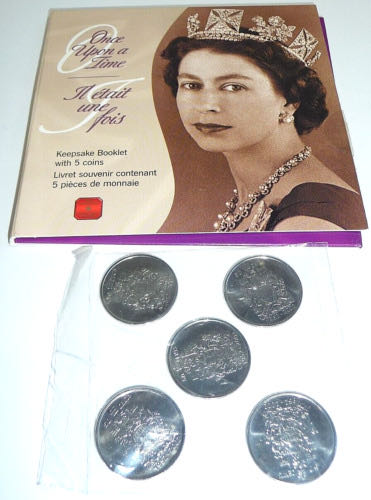 Once
Upon a
Time
Il était
une
fois
Keepsake Booklet
with 5 coins
Livret souvenir contenant
5 pièces de monnaie